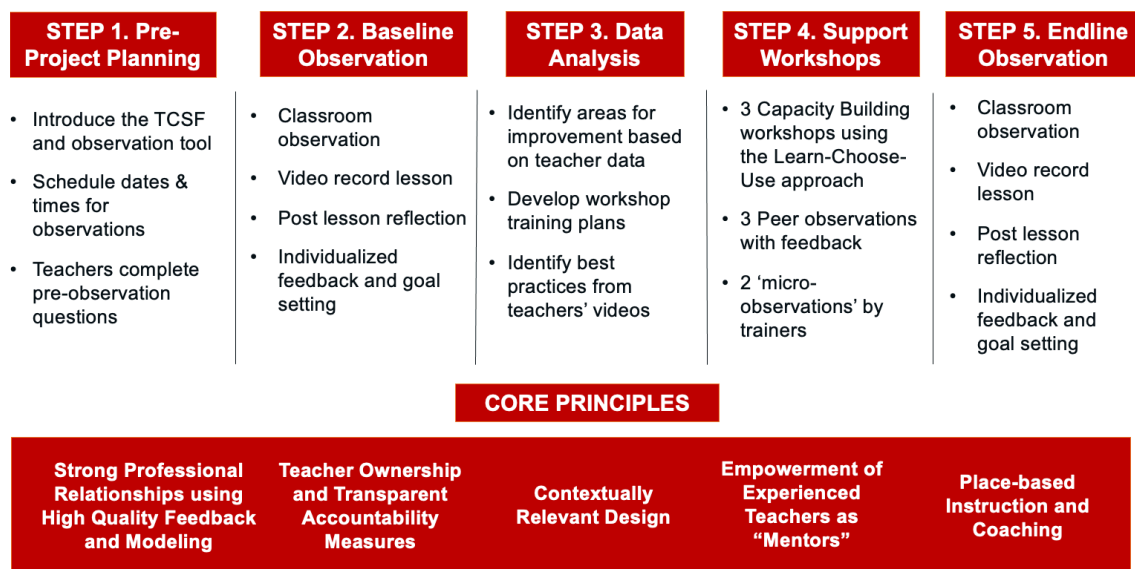 STEP 1. Pre-
Project Planning
• Introduce the TCSF
and observation tool
• Schedule dates &
times for
observations
• Teachers complete
pre-observation
questions
STEP 2. Baseline
Observation
• Classroom
observation
• Video record lesson
• Post lesson reflection
• Individualized
feedback and goal
setting
STEP 3. Data
Analysis
• Identify areas for
improvement based
on teacher data
• Develop workshop
training plans
• Identify best
practices from
teachers’ videos
STEP 4. Support
Workshops
• 3 Capacity Building
workshops using
the Learn-Choose-
Use approach
• 3 Peer observations
with feedback
• 2 ‘micro-
observations’ by
trainers
STEP 5. Endline
Observation
• Classroom
observation
• Video record
lesson
• Post lesson
reflection
• Individualized
feedback and
goal setting
CORE PRINCIPLES
Strong Professional
Relationships using
High Quality Feedback
and Modeling
Teacher Ownership
and Transparent
Accountability
Measures
Contextually
Relevant Design
Empowerment of
Experienced
Teachers as
“Mentors”
Place-based
Instruction and
Coaching